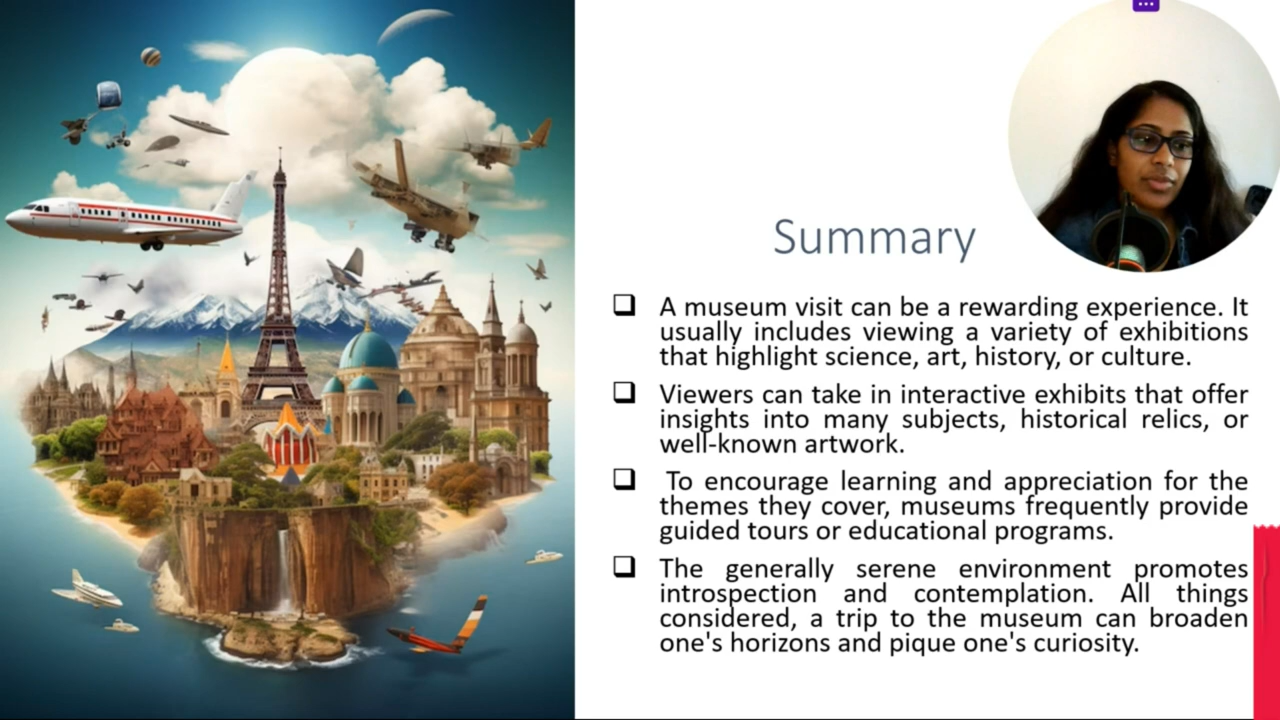 Summary
A museum visit can be a rewarding experience. It
usually includes viewing a variety of exhibitions
that highlight science, art, history, or culture.
Viewers can take in interactive exhibits that offer
insights into many subjects, historical relics, or
well-known artwork.
To encourage learning and appreciation for the
themes they cover, museums frequently provide
guided tours or educational programs.
The generally serene environment promotes
introspection and contemplation. All things
considered, a trip to the museum can broaden
one's horizons and pique one's curiosity.